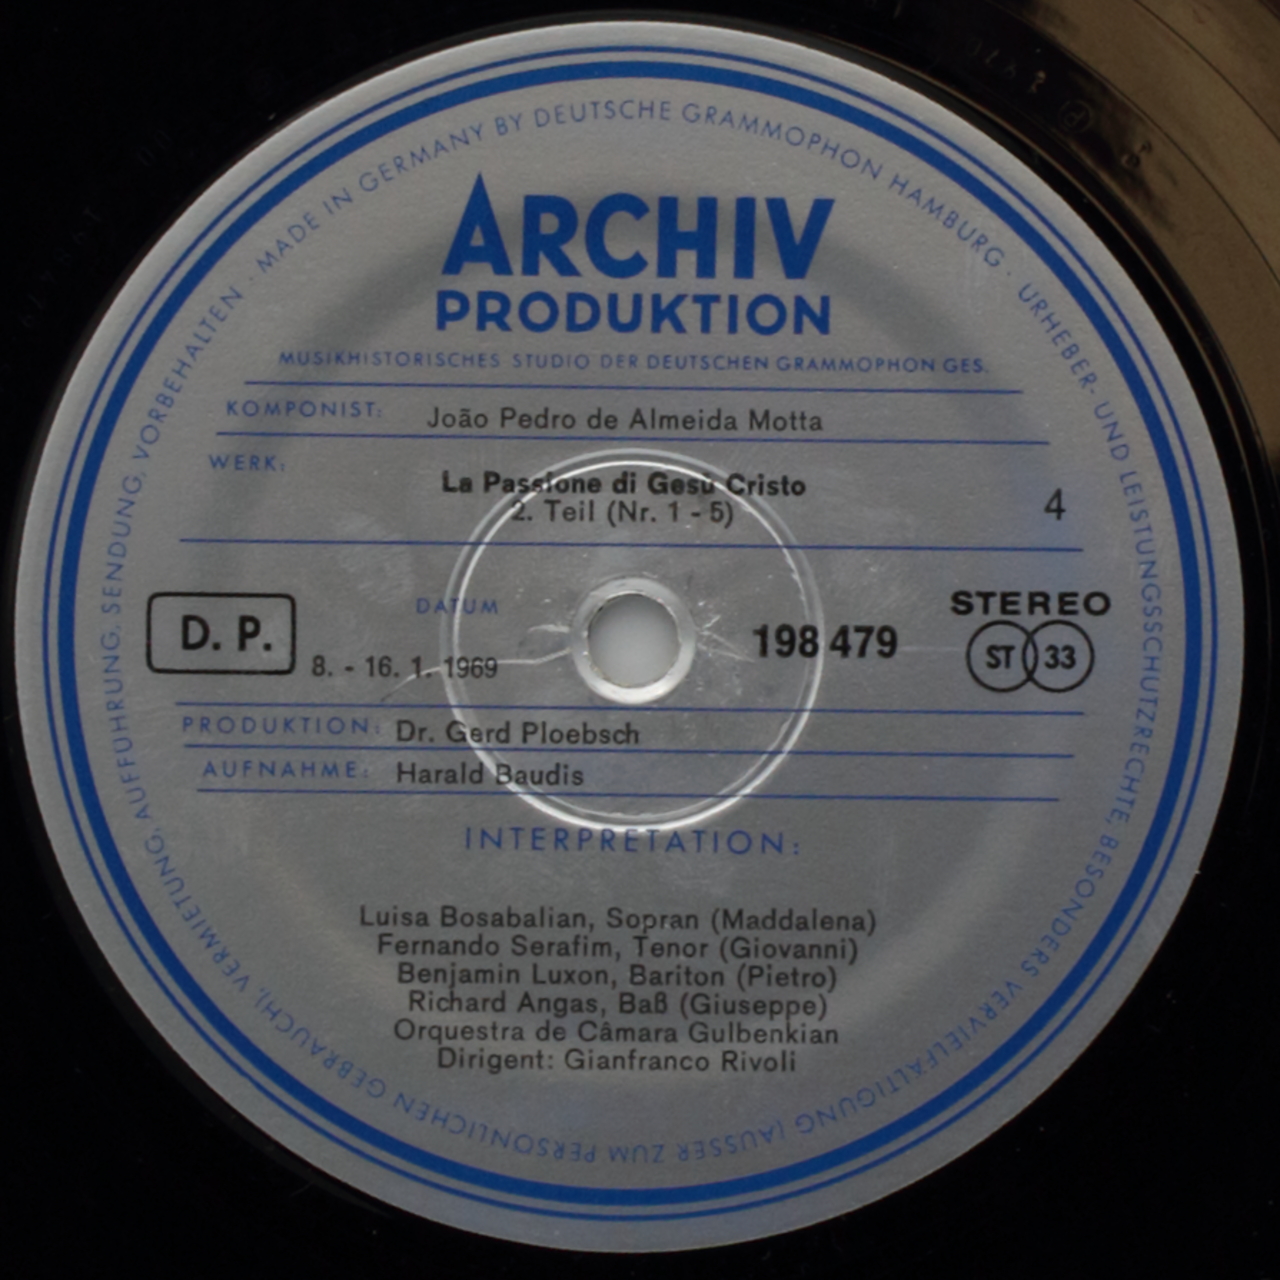 MADE IN GERMANY BY DEUTSCHE GRAMMOPHON HAMBURG · URHEBER- UND LEISTUNGSSCHUTZRECHTE, BESONDERS VERVIELFÄLTIGUNG (AUSSER ZUM PERSÖNLICHEN GEBRAUCH), VERMIETUNG, AUFFÜHRUNG, SENDUNG, VORBEHALTEN ·
ARCHIV
PRODUKTION
MUSIKHISTORISCHES STUDIO DER DEUTSCHEN GRAMMOPHON GES.
KOMPONIST: João Pedro de Almeida Motta
WERK: La Passione di Gesù Cristo
2. Teil (Nr. 1 - 5)
4
D. P.
DATUM
8. - 16. 1. 1969
198 479
STEREO
ST 33
PRODUKTION: Dr. Gerd Ploebsch
AUFNAHME: Harald Baudis
INTERPRETATION:
Luisa Bosabalian, Sopran (Maddalena)
Fernando Serafim, Tenor (Giovanni)
Benjamin Luxon, Bariton (Pietro)
Richard Angas, Baß (Giuseppe)
Orquestra de Câmara Gulbenkian
Dirigent: Gianfranco Rivoli